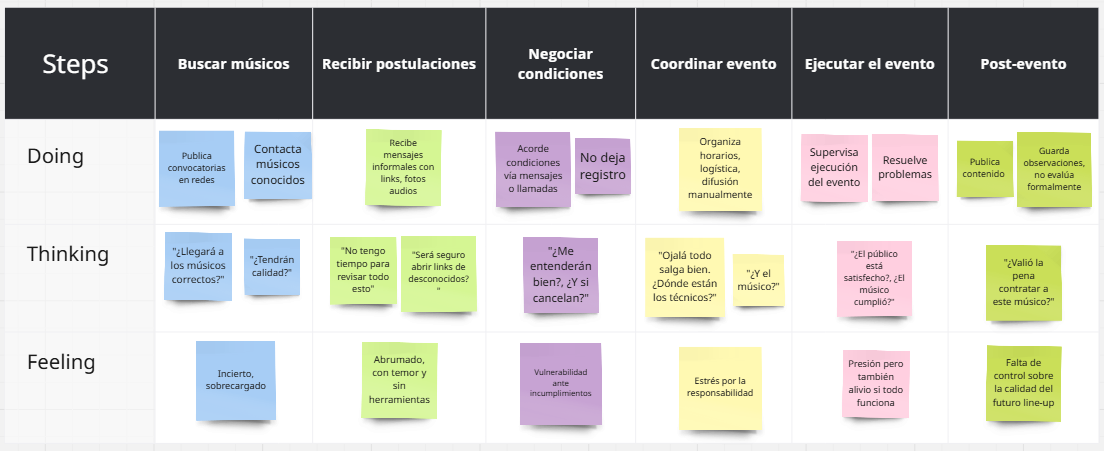 Steps
Buscar músicos
Recibir postulaciones
Negociar
condiciones
Coordinar evento
Ejecutar el evento
Post-evento
Doing
Publica
convocatorias
en redes
Contacta
músicos
conocidos
Recibe
mensajes
informales con
links, fotos
audios
Acorde
condiciones
vía mensajes
o llamadas
No deja
registro
Organiza
horarios,
logística,
difusión
manualmente
Supervisa
ejecución
del evento
Resuelve
problemas
Publica
contenido
Guarda
observaciones,
no evalúa
formalmente
Thinking
"¿Llegará a
los músicos
correctos?"
"¿Tendrán
calidad?"
"No tengo
tiempo para
revisar todo
esto"
"Será seguro
abrir links de
desconocidos?
"
"¿Me
entenderán
bien?, ¿Y si
cancelan?"
"Ojalá todo
salga bien.
¿Dónde están
los técnicos?"
"¿Y el
músico?"
"¿El público
está
satisfecho?, ¿El
músico
cumplió?"
"¿Valió la
pena
contratar a
este músico?"
Feeling
Incierto,
sobrecargado
Abrumado,
con temor y
sin
herramientas
Vulnerabilidad
ante
incumplimientos
Estrés por la
responsabilidad
Presión pero
también
alivio si todo
funciona
Falta de
control sobre
la calidad del
futuro line-up